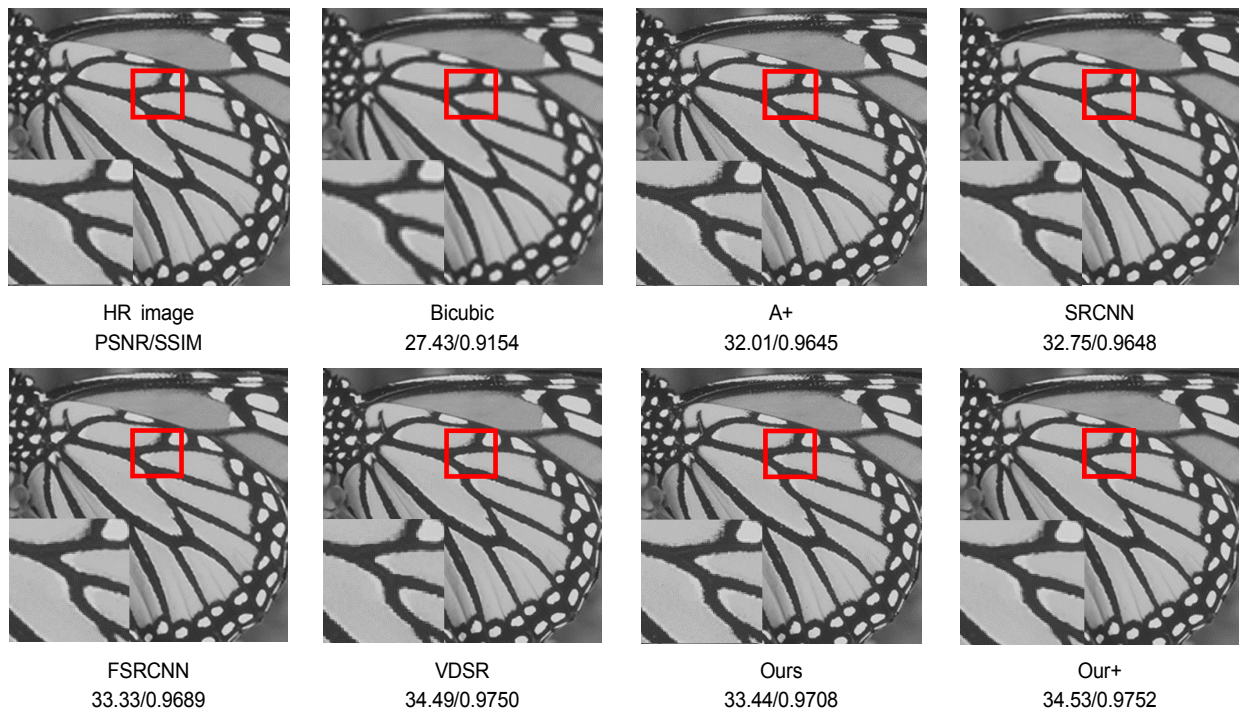 HR image
PSNR/SSIM
Bicubic
27.43/0.9154
A+
32.01/0.9645
SRCNN
32.75/0.9648
FSRCNN
33.33/0.9689
VDSR
34.49/0.9750
Ours
33.44/0.9708
Our+
34.53/0.9752